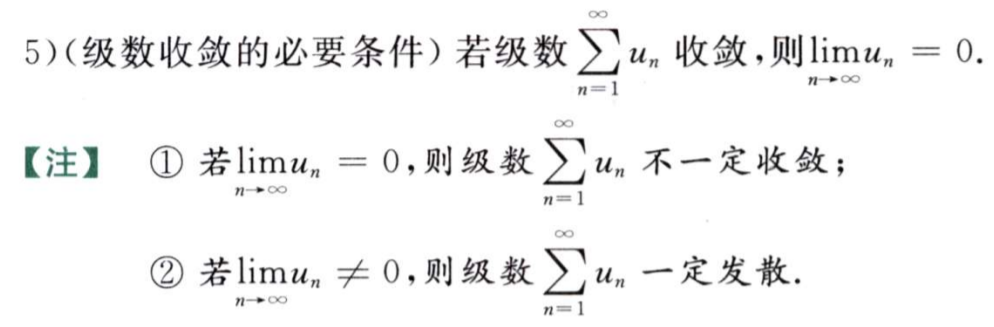 5)(级数收敛的必要条件)若级数$\sum_{n=1}^{\infty} u_n$收敛,则$\lim_{n\to\infty} u_n = 0$.
【注】 ① 若$\lim_{n\to\infty} u_n = 0$,则级数$\sum_{n=1}^{\infty} u_n$不一定收敛;
② 若$\lim_{n\to\infty} u_n \neq 0$,则级数$\sum_{n=1}^{\infty} u_n$一定发散.